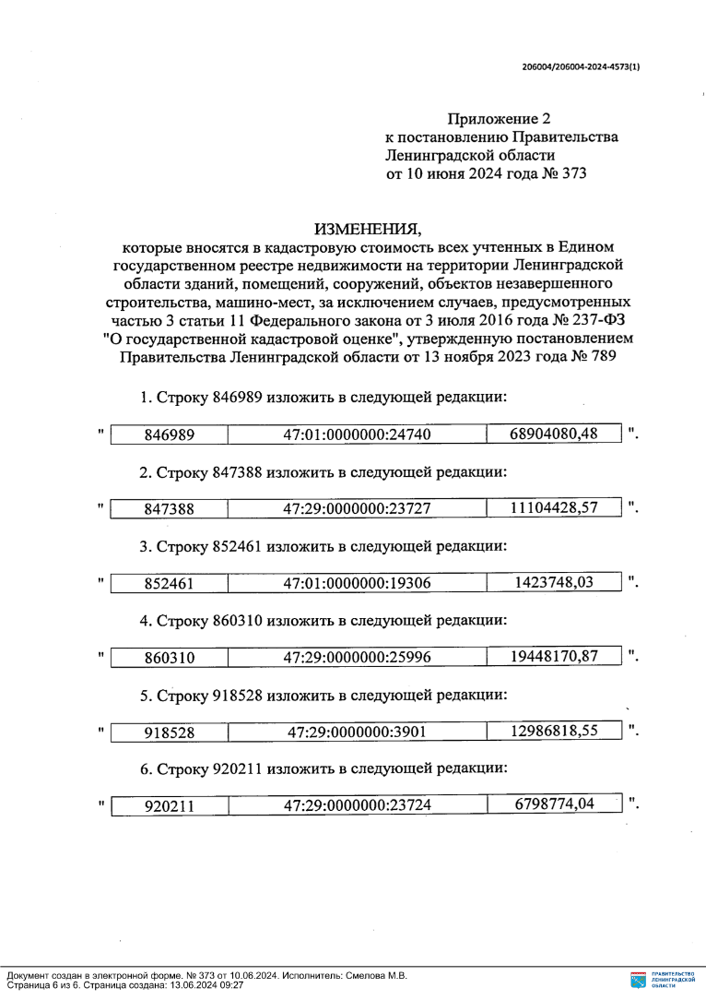 206004/206004-2024-4573(1)
Приложение 2
к постановлению Правительства
Ленинградской области
от 10 июня 2024 года № 373
ИЗМЕНЕНИЯ,
которые вносятся в кадастровую стоимость всех учтенных в Едином
государственном реестре недвижимости на территории Ленинградской
области зданий, помещений, сооружений, объектов незавершенного
строительства, машино-мест, за исключением случаев, предусмотренных
частью 3 статьи 11 Федерального закона от 3 июля 2016 года № 237-ФЗ
"О государственной кадастровой оценке", утвержденную постановлением
Правительства Ленинградской области от 13 ноября 2023 года № 789
1. Строку 846989 изложить в следующей редакции:
" 846989 47:01:0000000:24740 68904080,48 ".
2. Строку 847388 изложить в следующей редакции:
" 847388 47:29:0000000:23727 11104428,57 ".
3. Строку 852461 изложить в следующей редакции:
" 852461 47:01:0000000:19306 1423748,03 ".
4. Строку 860310 изложить в следующей редакции:
" 860310 47:29:0000000:25996 19448170,87 ".
5. Строку 918528 изложить в следующей редакции:
" 918528 47:29:0000000:3901 12986818,55 ".
6. Строку 920211 изложить в следующей редакции:
" 920211 47:29:0000000:23724 6798774,04 ".
Документ создан в электронной форме. № 373 от 10.06.2024. Исполнитель: Смелова М.В.
Страница 6 из 6. Страница создана: 13.06.2024 09:27
ПРАВИТЕЛЬСТВО
ЛЕНИНГРАДСКОЙ
ОБЛАСТИ